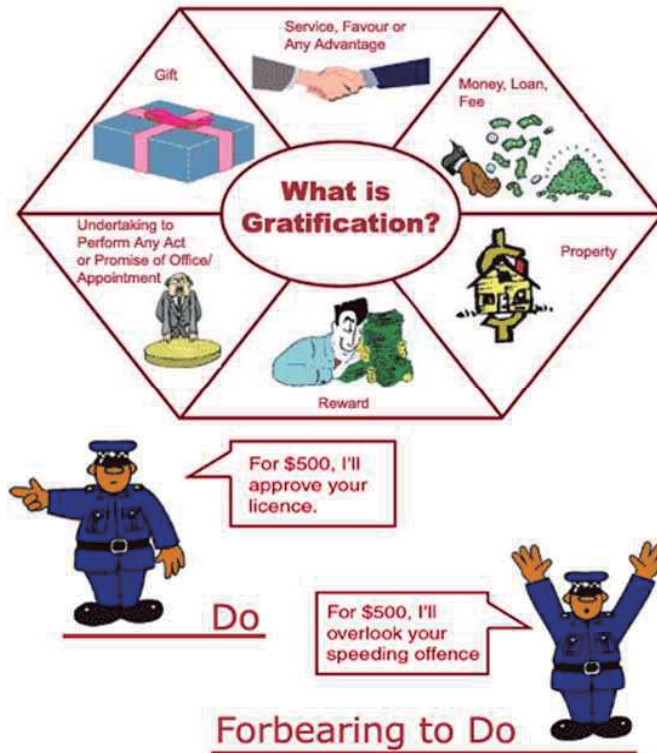 Service, Favour or
Any Advantage
Gift
Money, Loan,
Fee
What is
Gratification?
Undertaking to
Perform Any Act
or Promise of Office/
Appointment
Property
Reward
For $500, I'll
approve your
licence.
Do
For $500, I'll
overlook your
speeding offence
Forbearing to Do